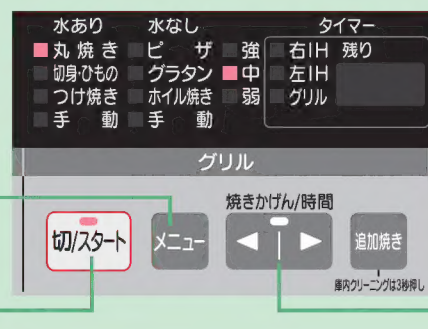 水あり 水なし タイマー
丸焼き ピザ 強 右IH 残り
切身・ひもの グラタン 中 左IH
つけ焼き ホイル焼き 弱 グリル
手動 手動
グリル
焼きかげん/時間
切/スタート メニュー ◀ ▶ 追加焼き
庫内クリーニングは3秒押し